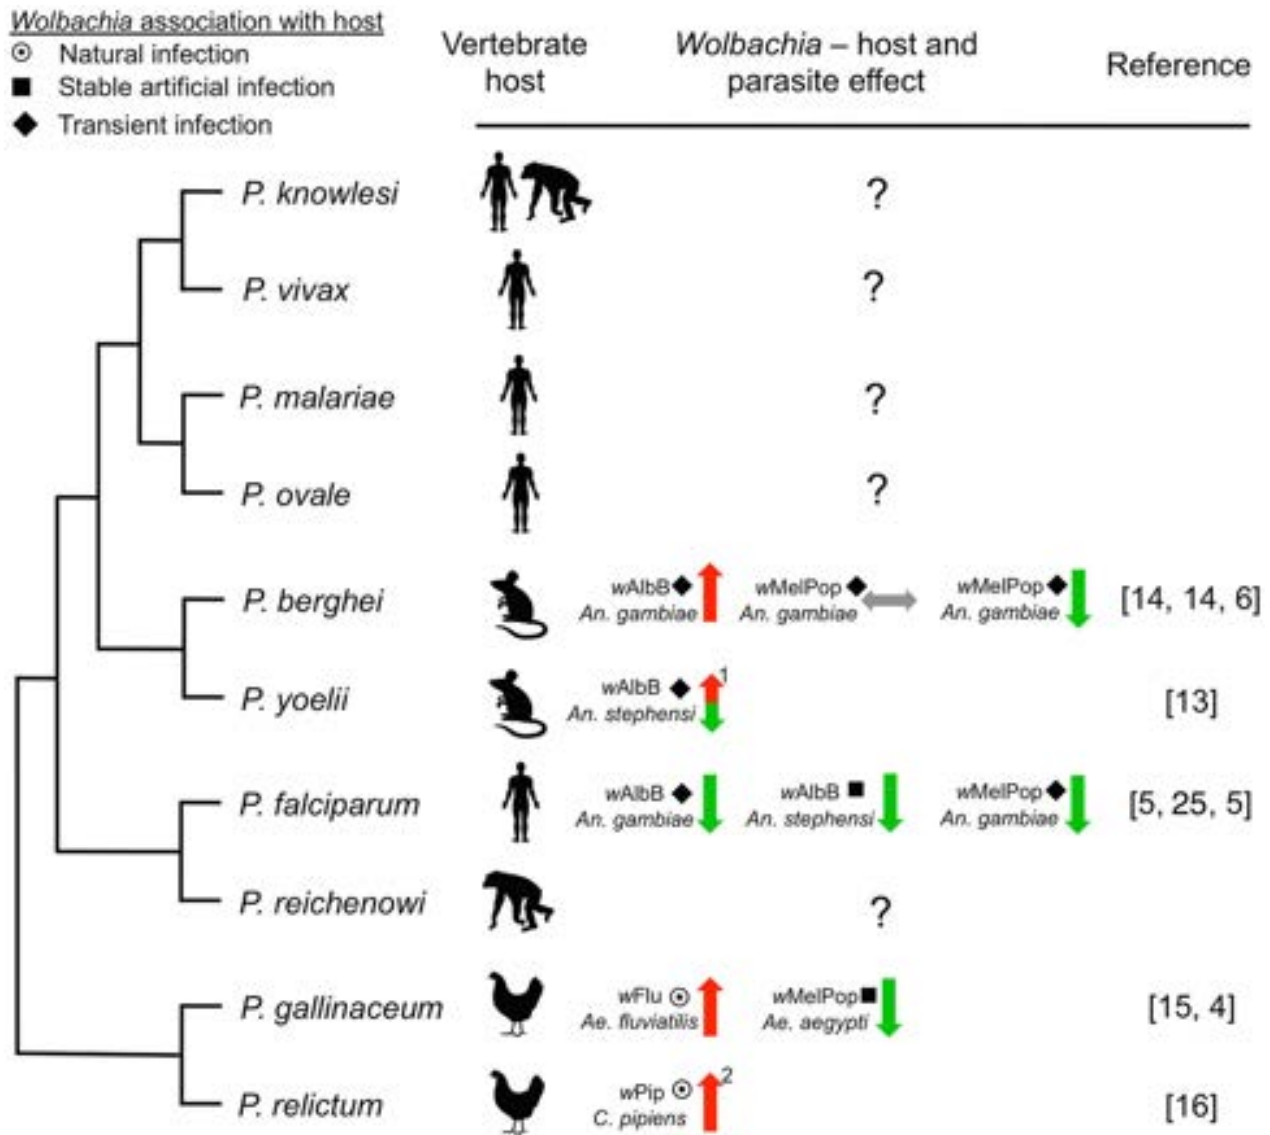 Wolbachia association with host
Natural infection
Stable artificial infection
Transient infection
Vertebrate
host
Wolbachia – host and
parasite effect
Reference
P. knowlesi
?
P. vivax
?
P. malariae
?
P. ovale
?
P. berghei
wAlbB
An. gambiae
wMelPop
An. gambiae
wMelPop
An. gambiae
[14, 14, 6]
P. yoelii
wAlbB
An. stephensi
1
[13]
P. falciparum
wAlbB
An. gambiae
wAlbB
An. stephensi
wMelPop
An. gambiae
[5, 25, 5]
P. reichenowi
?
P. gallinaceum
wFlu
Ae. fluviatilis
wMelPop
Ae. aegypti
[15, 4]
P. relictum
wPip
C. pipiens
2
[16]